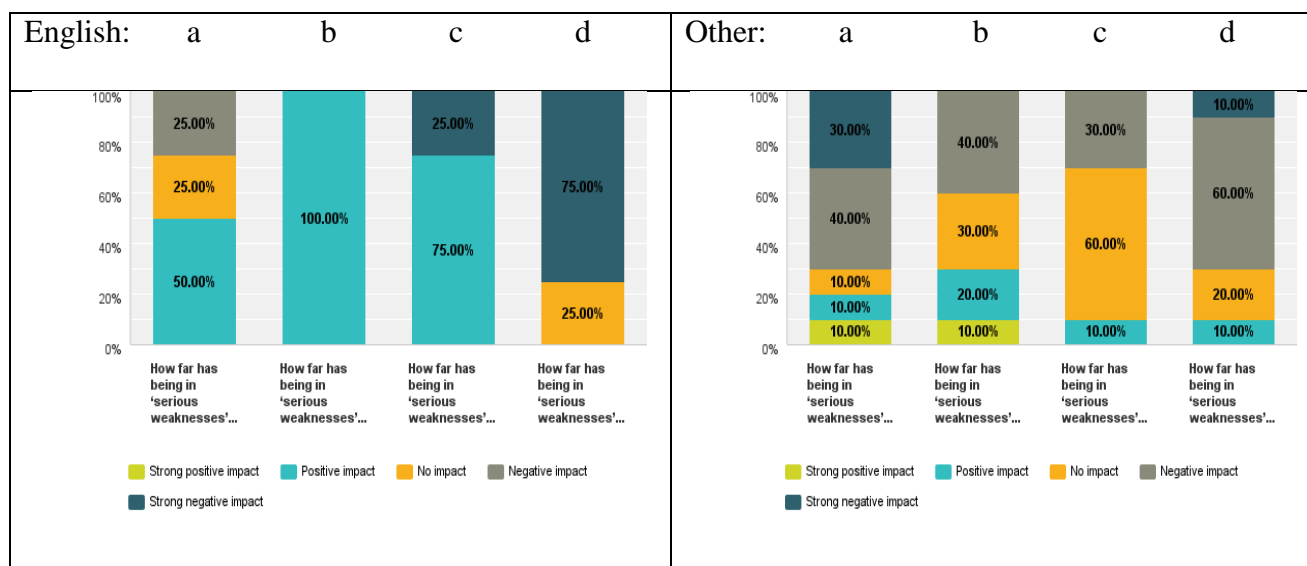 English: a b c d
100%
80%
60%
40%
20%
0%
25.00%
25.00%
50.00%
100.00%
25.00%
75.00%
75.00%
25.00%
How far has
being in
‘serious
weaknesses’...
How far has
being in
‘serious
weaknesses’...
How far has
being in
‘serious
weaknesses’...
How far has
being in
‘serious
weaknesses’...
Strong positive impact Positive impact No impact Negative impact
Strong negative impact
Other: a b c d
100%
80%
60%
40%
20%
0%
30.00%
40.00%
10.00%
10.00%
10.00%
40.00%
30.00%
20.00%
10.00%
30.00%
60.00%
10.00%
10.00%
60.00%
20.00%
10.00%
How far has
being in
‘serious
weaknesses’...
How far has
being in
‘serious
weaknesses’...
How far has
being in
‘serious
weaknesses’...
How far has
being in
‘serious
weaknesses’...
Strong positive impact Positive impact No impact Negative impact
Strong negative impact